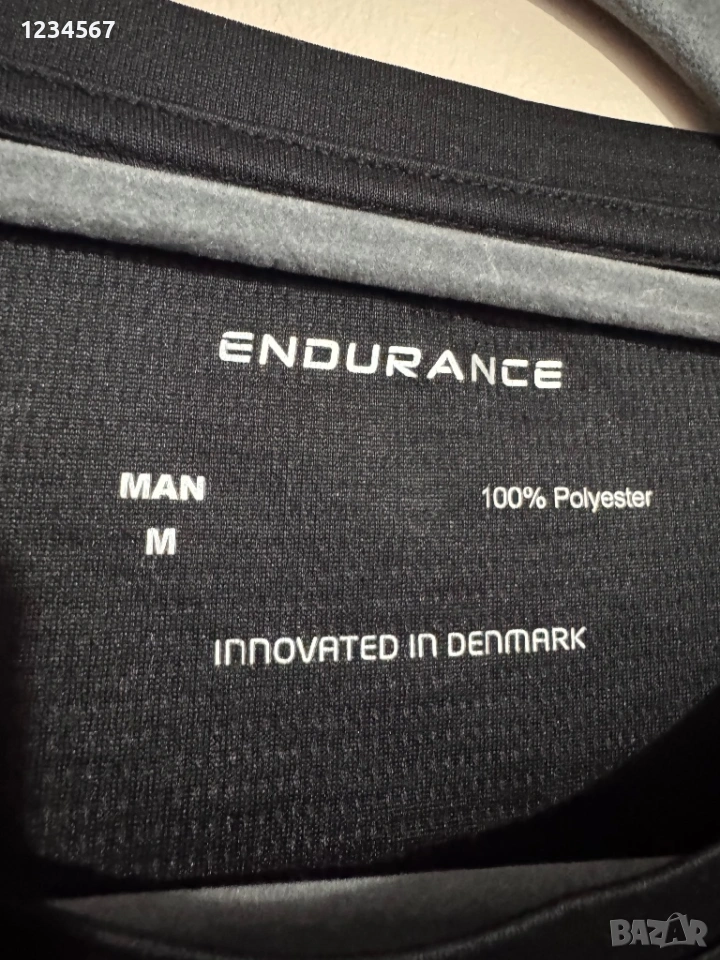 1234567
ENDURANCE
MAN
100% Polyester
M
INNOVATED IN DENMARK
BAZAR